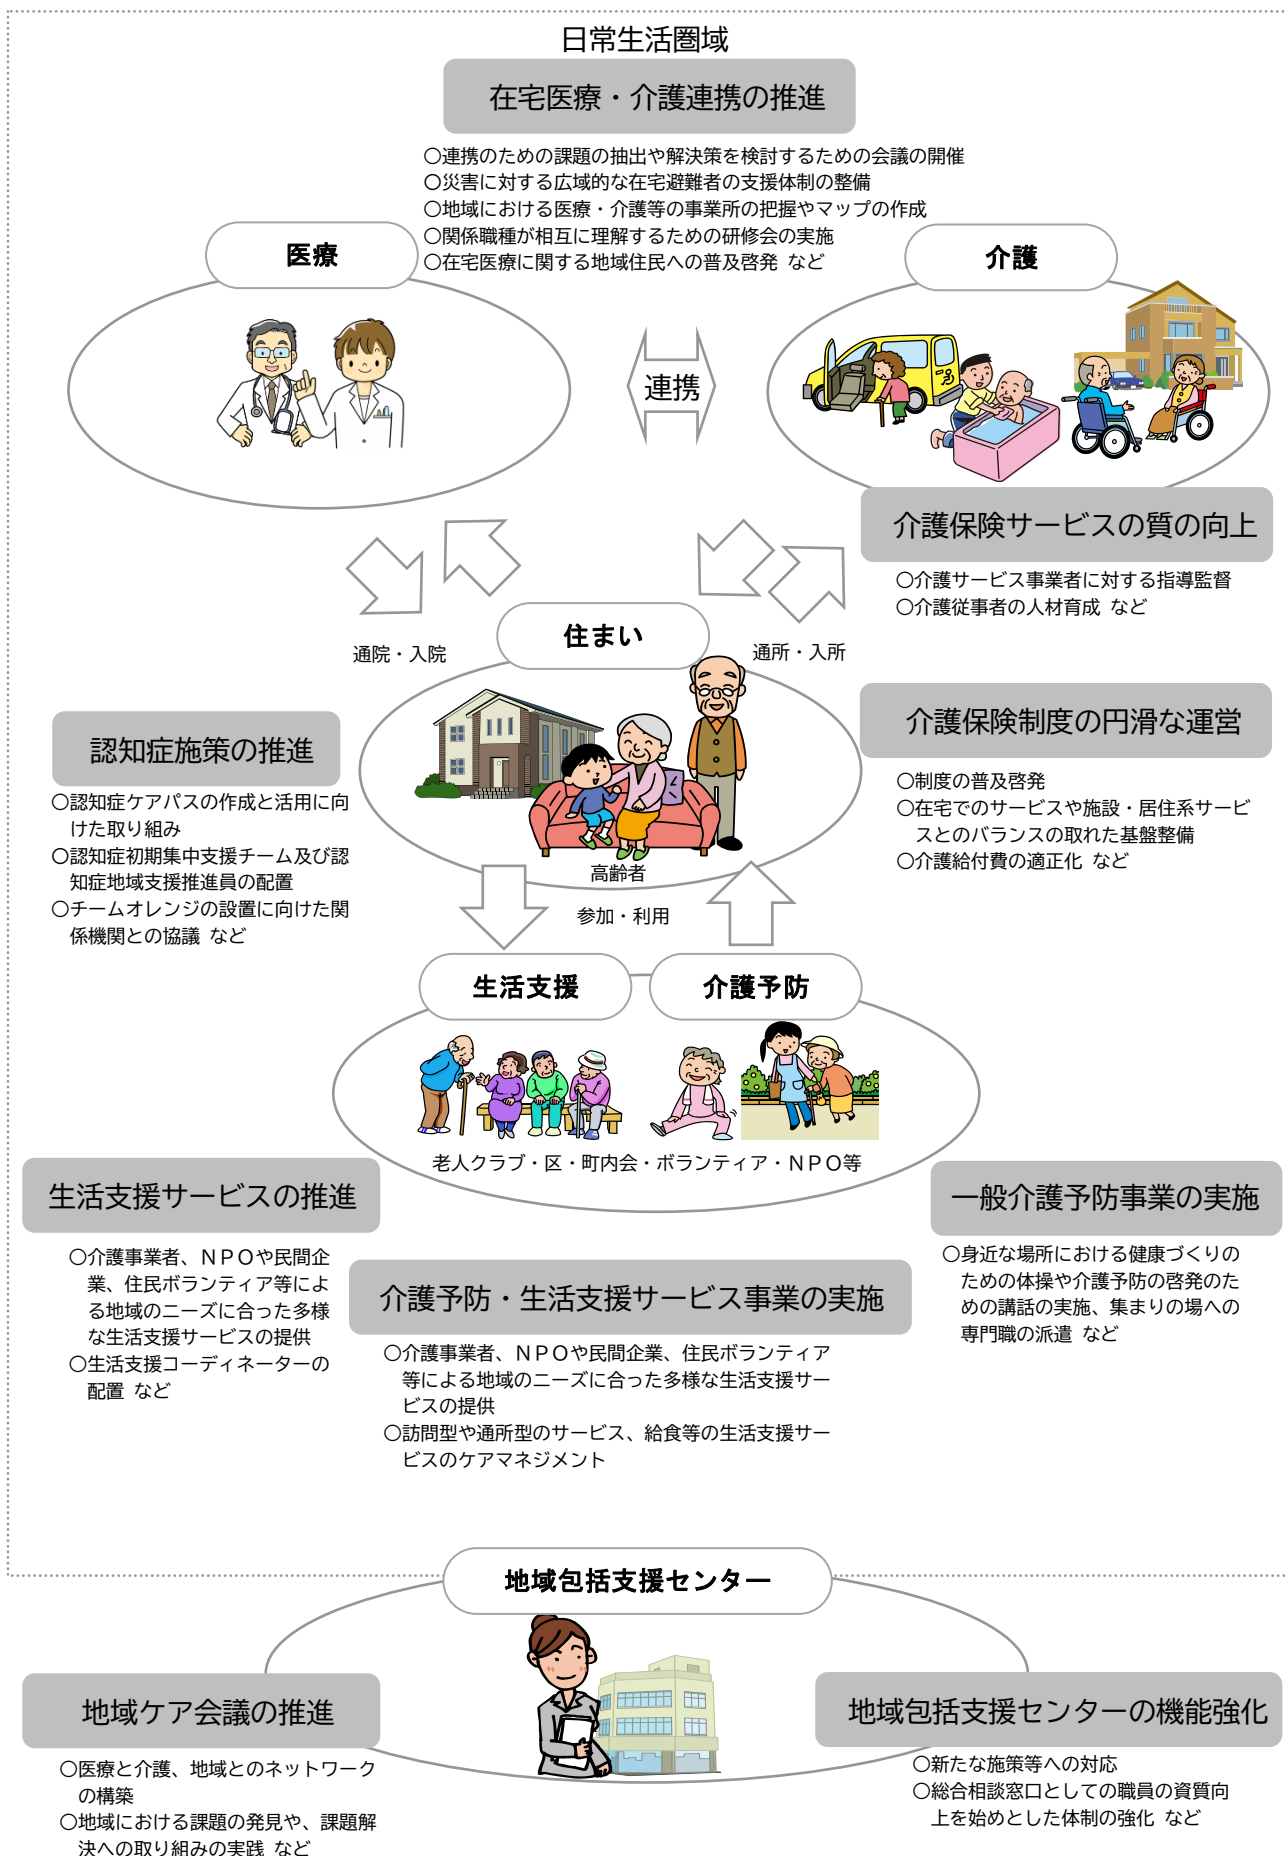 日常生活圏域
在宅医療・介護連携の推進
○連携のための課題の抽出や解決策を検討するための会議の開催
○災害に対する広域的な在宅避難者の支援体制の整備
○地域における医療・介護等の事業所の把握やマップの作成
○関係職種が相互に理解するための研修会の実施
○在宅医療に関する地域住民への普及啓発 など
医療
介護
連携
介護保険サービスの質の向上
○介護サービス事業者に対する指導監督
○介護従事者の人材育成 など
住まい
通院・入院
通所・入所
認知症施策の推進
○認知症ケアパスの作成と活用に向
けた取り組み
○認知症初期集中支援チーム及び認
知症地域支援推進員の配置
○チームオレンジの設置に向けた関
係機関との協議 など
介護保険制度の円滑な運営
○制度の普及啓発
○在宅でのサービスや施設・居住系サービ
スとのバランスの取れた基盤整備
○介護給付費の適正化 など
高齢者
参加・利用
生活支援
介護予防
老人クラブ・区・町内会・ボランティア・ＮＰＯ等
生活支援サービスの推進
○介護事業者、ＮＰＯや民間企
業、住民ボランティア等によ
る地域のニーズに合った多様
な生活支援サービスの提供
○生活支援コーディネーターの
配置 など
介護予防・生活支援サービス事業の実施
○介護事業者、ＮＰＯや民間企業、住民ボランティア
等による地域のニーズに合った多様な生活支援サー
ビスの提供
○訪問型や通所型のサービス、給食等の生活支援サー
ビスのケアマネジメント
一般介護予防事業の実施
○身近な場所における健康づくりの
ための体操や介護予防の啓発のた
めの講話の実施、集まりの場への
専門職の派遣 など
地域包括支援センター
地域ケア会議の推進
○医療と介護、地域とのネットワーク
の構築
○地域における課題の発見や、課題解
決への取り組みの実践 など
地域包括支援センターの機能強化
○新たな施策等への対応
○総合相談窓口としての職員の資質向
上を始めとした体制の強化 など